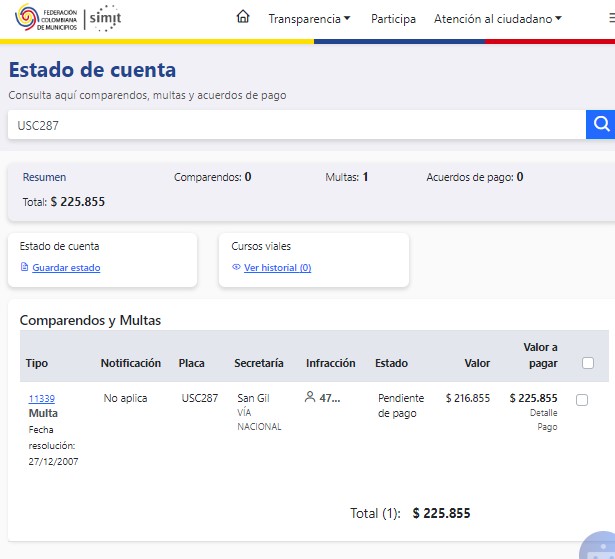 FEDERACIÓN
COLOMBIANA
DE MUNICIPIOS
simit
Transparencia Participa Atención al ciudadano
Estado de cuenta
Consulta aquí comparendos, multas y acuerdos de pago
USC287
Resumen Comparendos: 0 Multas: 1 Acuerdos de pago: 0
Total: $ 225.855
Estado de cuenta Cursos viales
Guardar estado Ver historial (0)
Comparendos y Multas
Tipo Notificación Placa Secretaría Infracción Estado Valor Valor a pagar
11339 No aplica USC287 San Gil 47... Pendiente $ 216.855 $ 225.855
Multa VÍA de pago Detalle
Fecha NACIONAL Pago
resolución:
27/12/2007
Total (1): $ 225.855